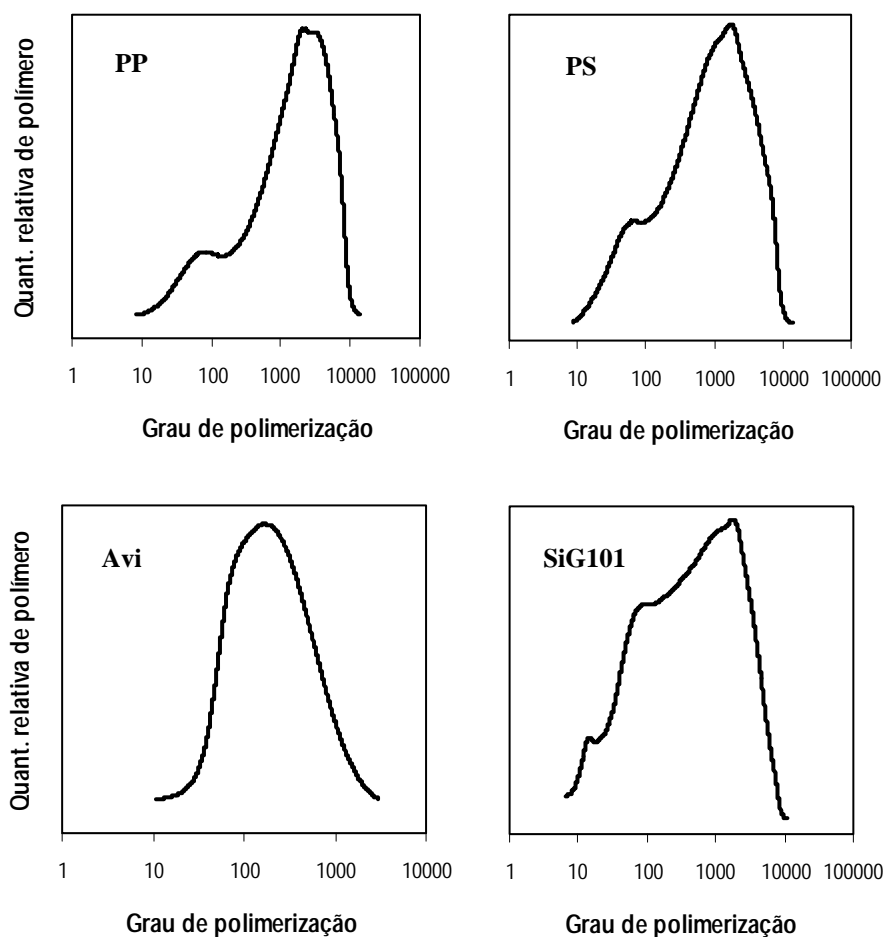 PP
Quant. relativa de polímero
1 10 100 1000 10000 100000
Grau de polimerização
PS
1 10 100 1000 10000 100000
Grau de polimerização
Avi
Quant. relativa de polímero
1 10 100 1000 10000
Grau de polimerização
SiG101
1 10 100 1000 10000 100000
Grau de polimerização